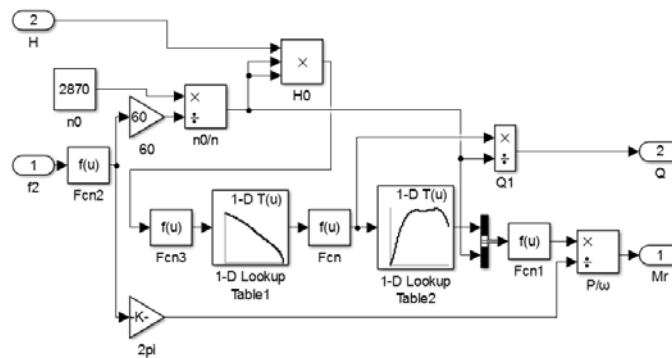 2
H
2870
n0
60
60
×
÷
n0/n
×
H0
1
f2
f(u)
Fcn2
×
÷
Q1
2
Q
f(u)
Fcn3
1-D T(u)
1-D Lookup
Table1
f(u)
Fcn
1-D T(u)
1-D Lookup
Table2
f(u)
Fcn1
×
÷
P/ω
1
Mr
-K-
2pi